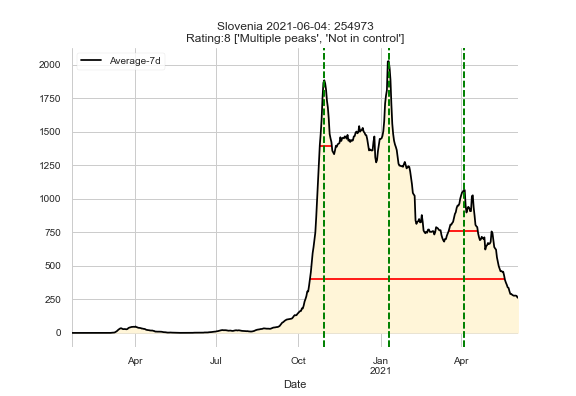 Slovenia 2021-06-04: 254973
Rating:8 ['Multiple peaks', 'Not in control']
Average-7d
2000
1750
1500
1250
1000
750
500
250
0
Apr
Jul
Oct
Jan
2021
Apr
Date